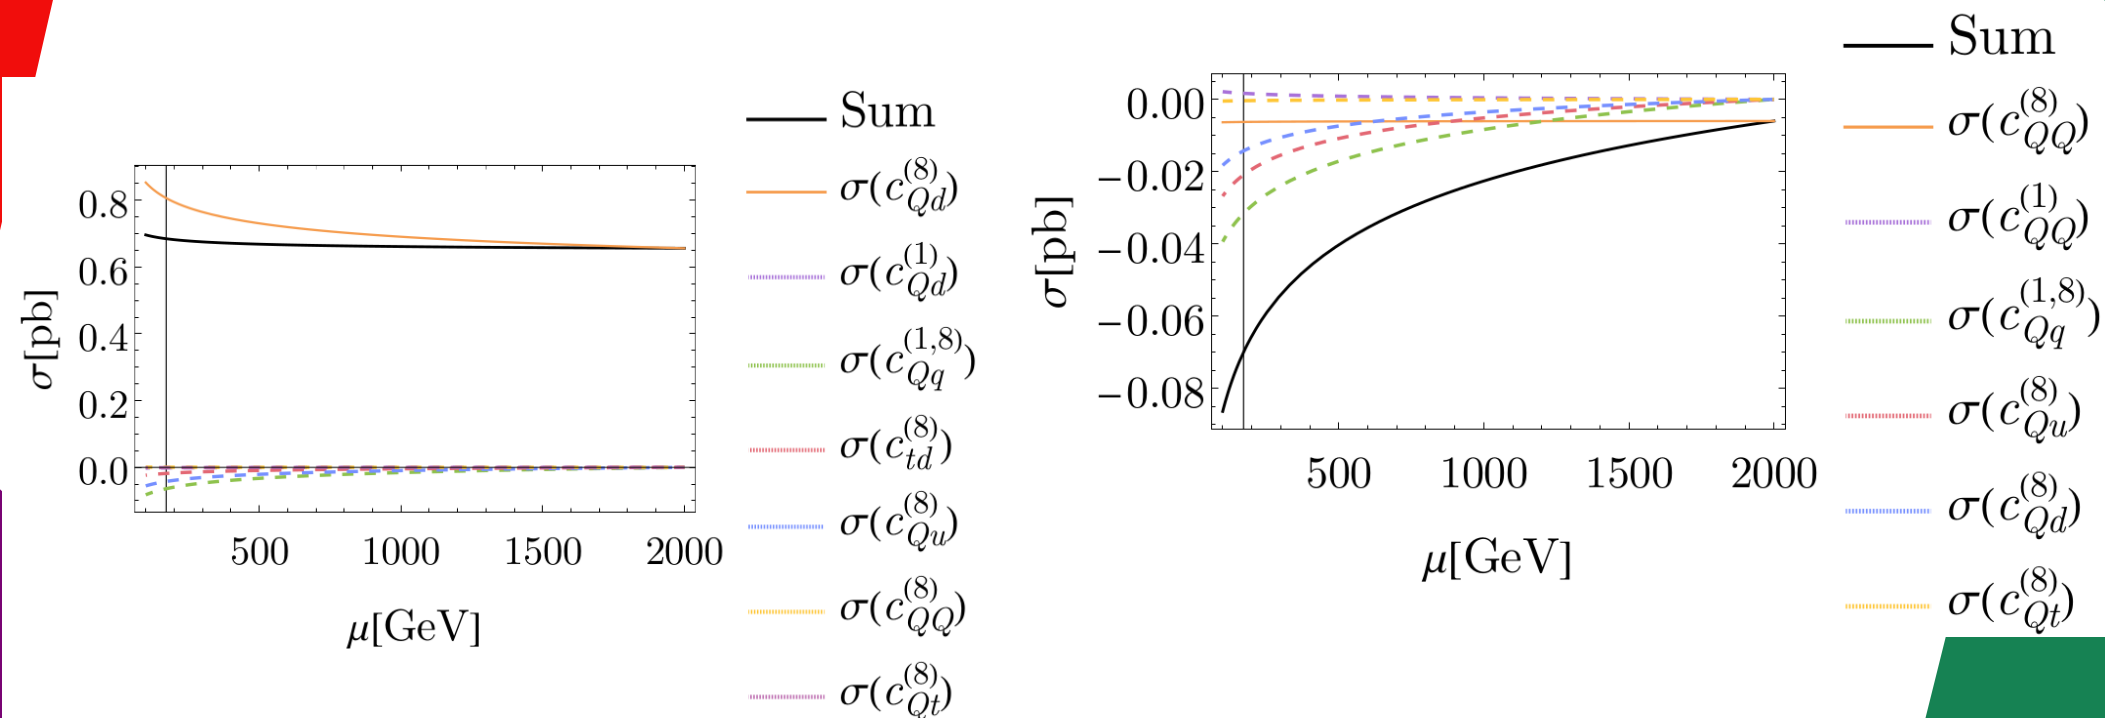 Sum
σ(c_{Qd}^{(8)})
σ(c_{Qd}^{(1)})
σ(c_{Qq}^{(1,8)})
σ(c_{td}^{(8)})
σ(c_{Qu}^{(8)})
σ(c_{QQ}^{(8)})
σ(c_{Qt}^{(8)})
0.8
0.6
0.4
0.2
0.0
σ[pb]
500 1000 1500 2000
μ[GeV]
Sum
σ(c_{QQ}^{(8)})
σ(c_{QQ}^{(1)})
σ(c_{Qq}^{(1,8)})
σ(c_{Qu}^{(8)})
σ(c_{Qd}^{(8)})
σ(c_{Qt}^{(8)})
0.00
−0.02
−0.04
−0.06
−0.08
σ[pb]
500 1000 1500 2000
μ[GeV]